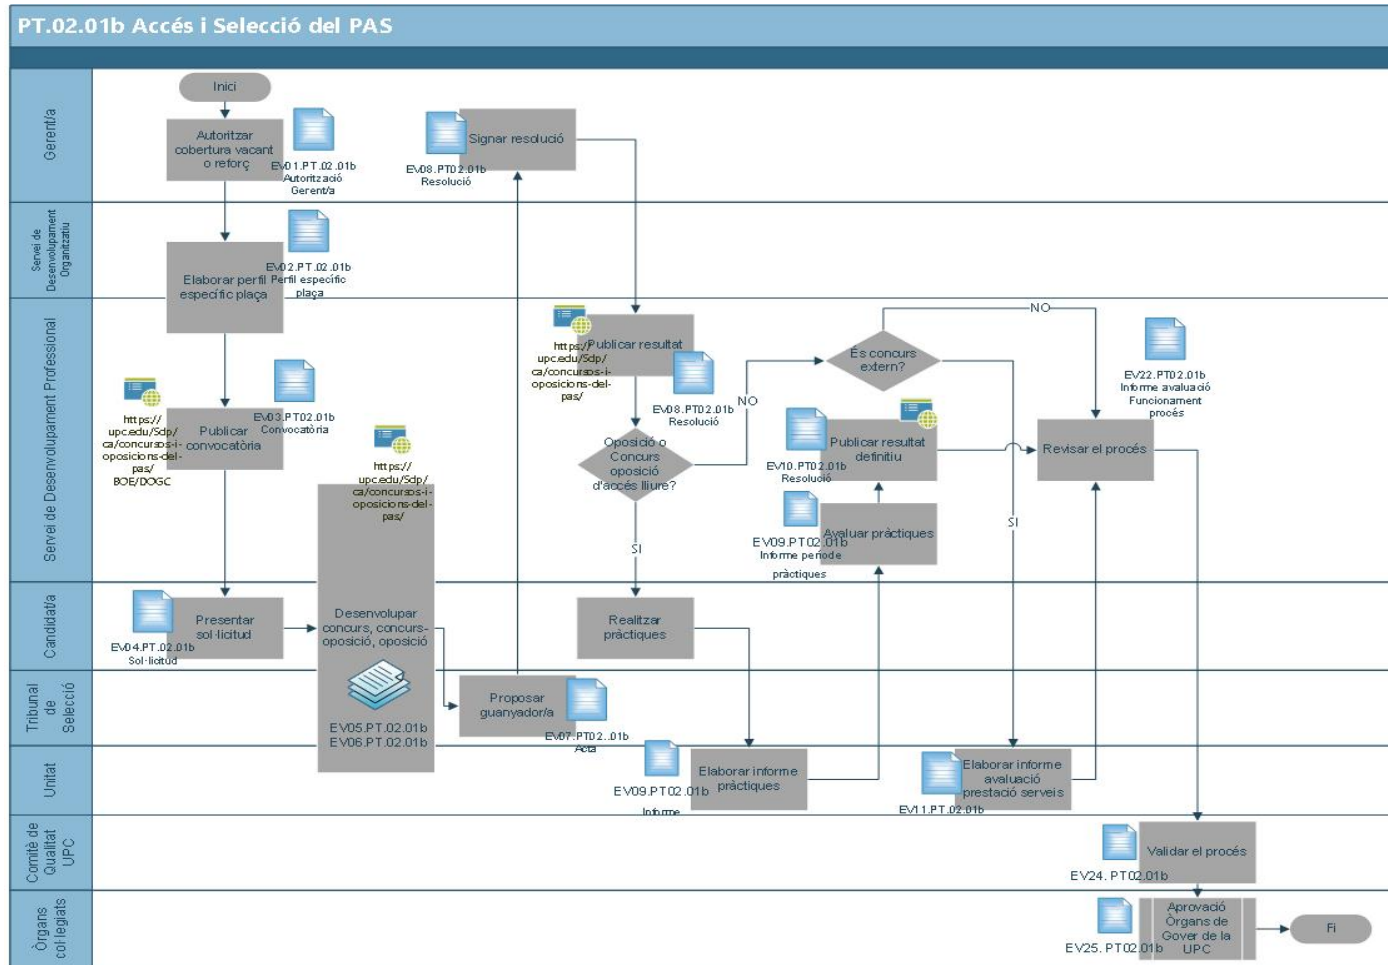 PT.02.01b Accés i Selecció del PAS
Gerent/a
Inici
Autoritzar
cobertura vacant
o reforç
EV01.PT.02.01b
Autorització
Gerent/a
EV08.PT02.01b
Resolució
Signar resolució
Servei de
Desenvolupament
Organitzatiu
Elaborar perfil
específic plaça
EV02.PT.02.01b
Perfil específic
plaça
Servei de Desenvolupament Professional
https://
upc.edu/Sdp/
ca/concursos-i-
oposicions-del-
pas/
BOE/DOGC
Publicar
convocatòria
EV03.PT02.01b
Convocatòria
https://
upc.edu/Sdp/
ca/concursos-i-
oposicions-del-
pas/
https://
upc.edu/Sdp/
ca/concursos-i-
oposicions-del-
pas/
Publicar resultat
EV08.PT02.01b
Resolució
Oposició o
Concurs
oposició
d'accés lliure?
NO
SI
És concurs
extern?
NO
SI
Publicar resultat
definitiu
EV10.PT02.01b
Resolució
Avaluar pràctiques
EV09.PT02.01b
Informe període
pràctiques
EV22.PT02.01b
Informe avaluació
Funcionament
procés
Revisar el procés
Candidat/a
Presentar
sol·licitud
EV04.PT.02.01b
Sol·licitud
Desenvolupar
concurs, concurs-
oposició, oposició
EV05.PT.02.01b
EV06.PT.02.01b
Realitzar
pràctiques
Tribunal
de
Selecció
Proposar
guanyador/a
EV07.PT02..01b
Acta
Unitat
EV09.PT02.01b
Informe
Elaborar informe
pràctiques
EV11.PT.02.01b
Elaborar informe
avaluació
prestació serveis
Comitè de
Qualitat
UPC
EV24. PT02.01b
Validar el procés
Òrgans
col·legiats
EV25. PT02.01b
Aprovació
Òrgans de
Gover de la
UPC
Fi